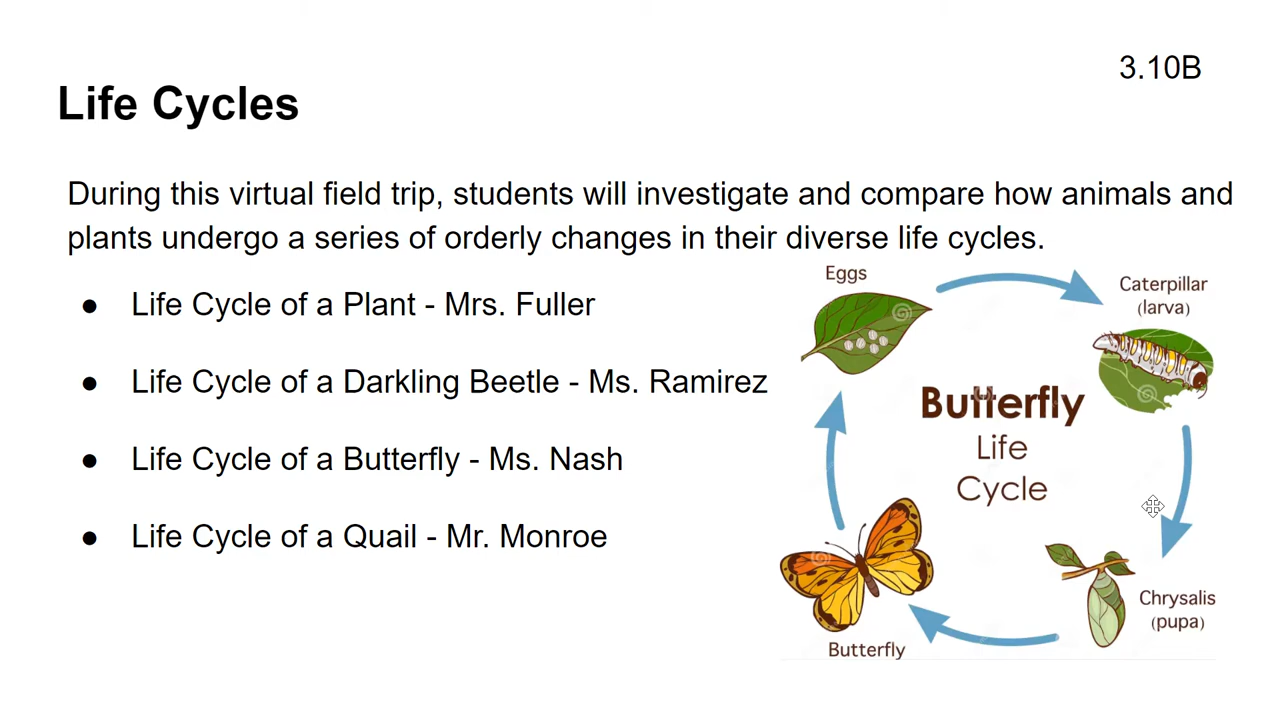 3.10B
Life Cycles
During this virtual field trip, students will investigate and compare how animals and
plants undergo a series of orderly changes in their diverse life cycles.
● Life Cycle of a Plant - Mrs. Fuller
● Life Cycle of a Darkling Beetle - Ms. Ramirez
● Life Cycle of a Butterfly - Ms. Nash
● Life Cycle of a Quail - Mr. Monroe
Eggs
Caterpillar
(larva)
Butterfly
Life
Cycle
Chrysalis
(pupa)
Butterfly